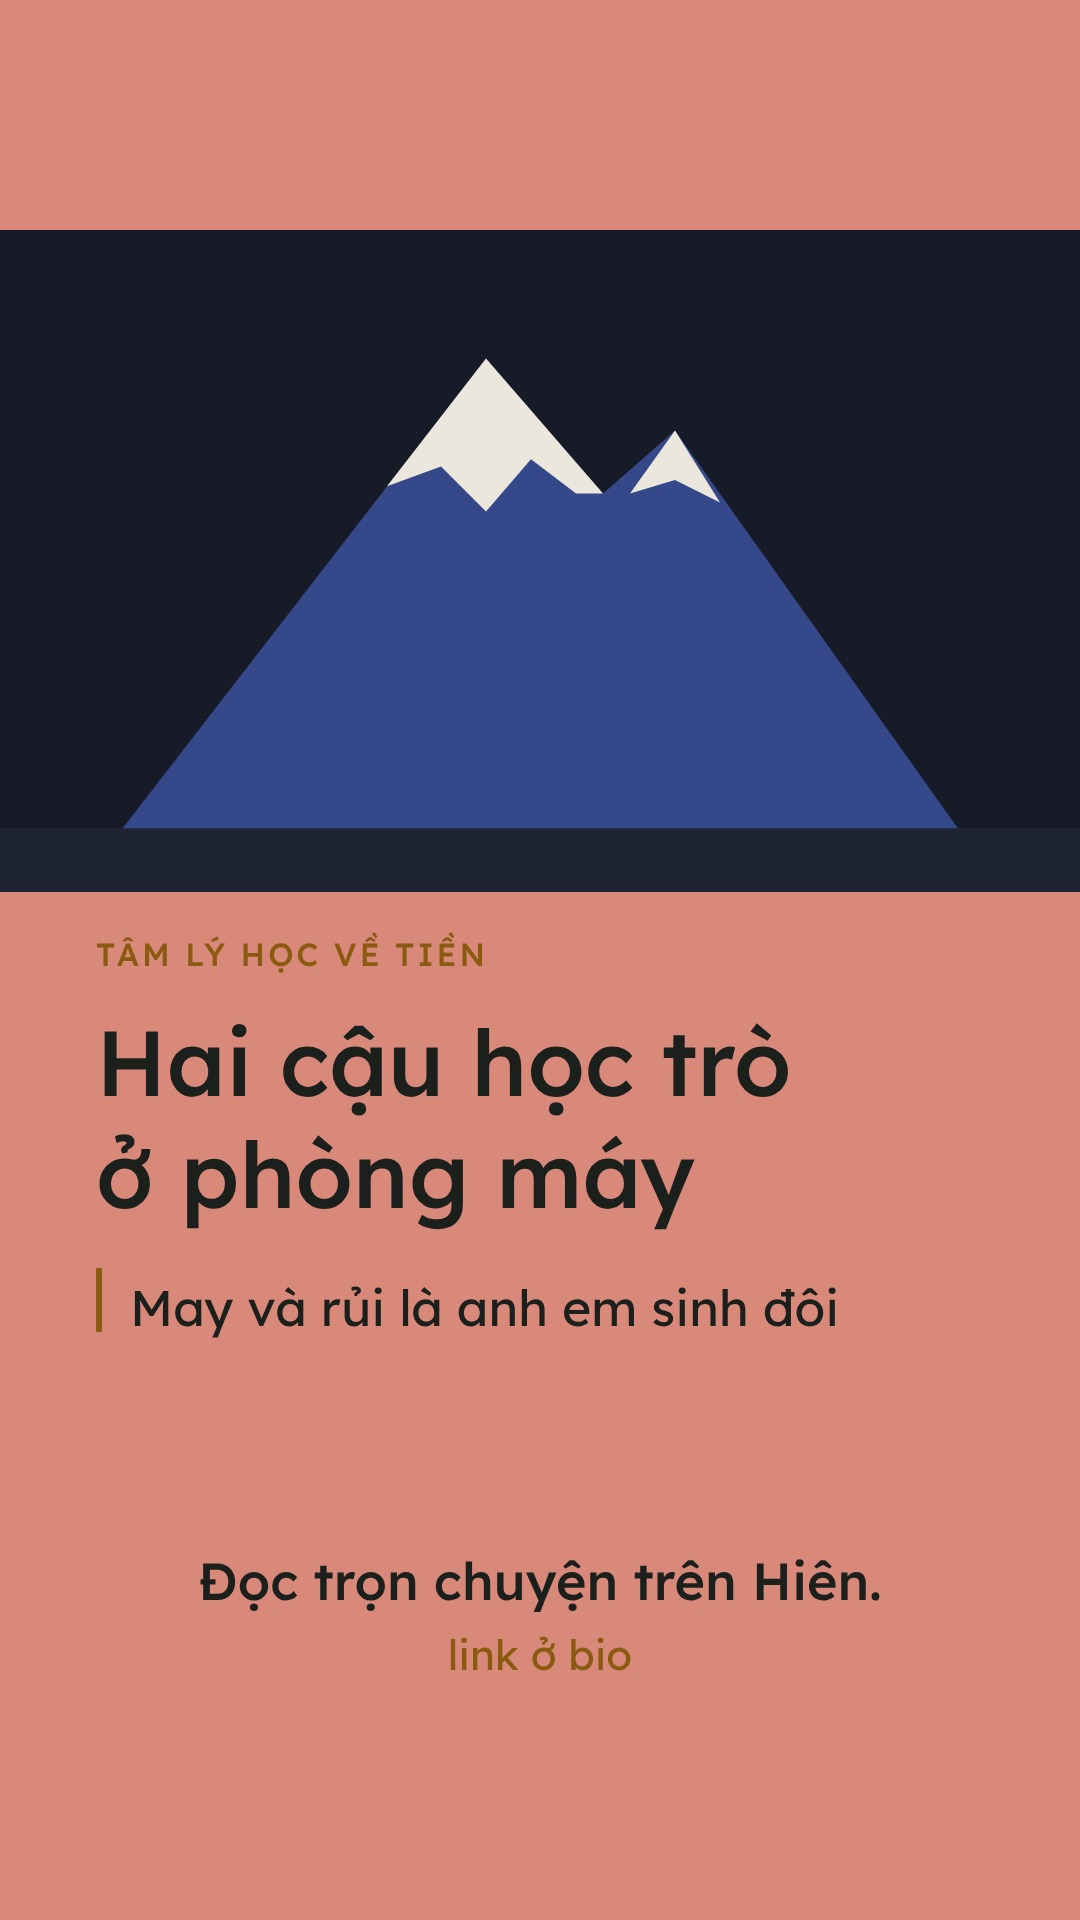 TÂM LÝ HỌC VỀ TIỀN
Hai cậu học trò
ở phòng máy
May và rủi là anh em sinh đôi
Đọc trọn chuyện trên Hiên.
link ở bio